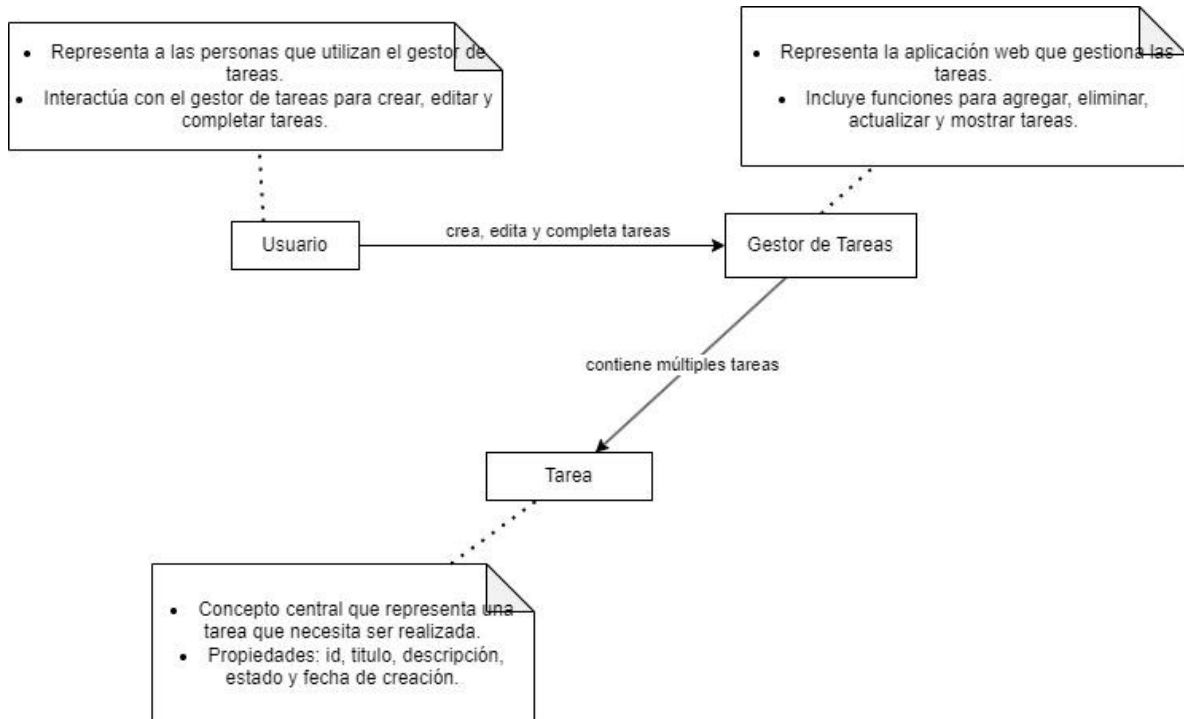 • Representa a las personas que utilizan el gestor de
tareas.
• Interactúa con el gestor de tareas para crear, editar y
completar tareas.
• Representa la aplicación web que gestiona las
tareas.
• Incluye funciones para agregar, eliminar,
actualizar y mostrar tareas.
Usuario
crea, edita y completa tareas
Gestor de Tareas
contiene múltiples tareas
Tarea
• Concepto central que representa una
tarea que necesita ser realizada.
• Propiedades: id, titulo, descripción,
estado y fecha de creación.